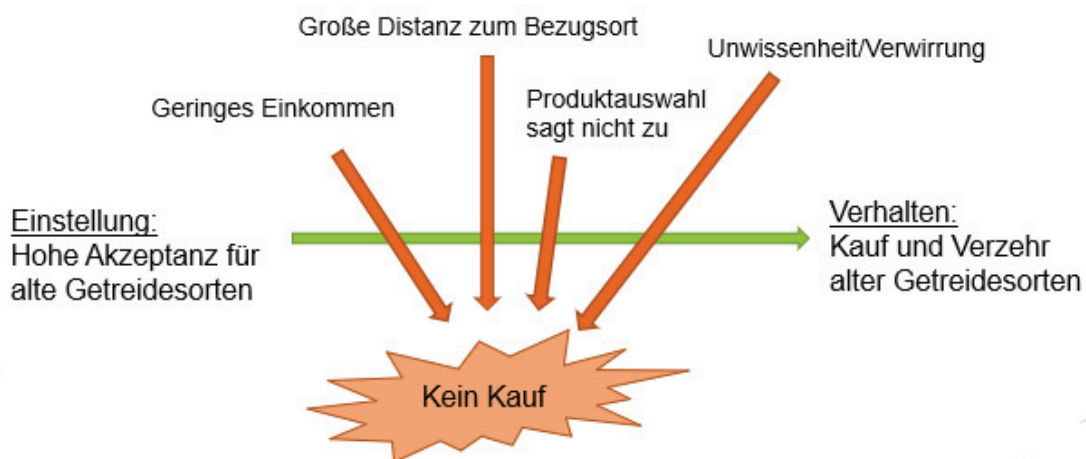 Große Distanz zum Bezugsort
Unwissenheit/Verwirrung
Geringes Einkommen
Produktauswahl
sagt nicht zu
Einstellung:
Hohe Akzeptanz für
alte Getreidesorten
Verhalten:
Kauf und Verzehr
alter Getreidesorten
Kein Kauf